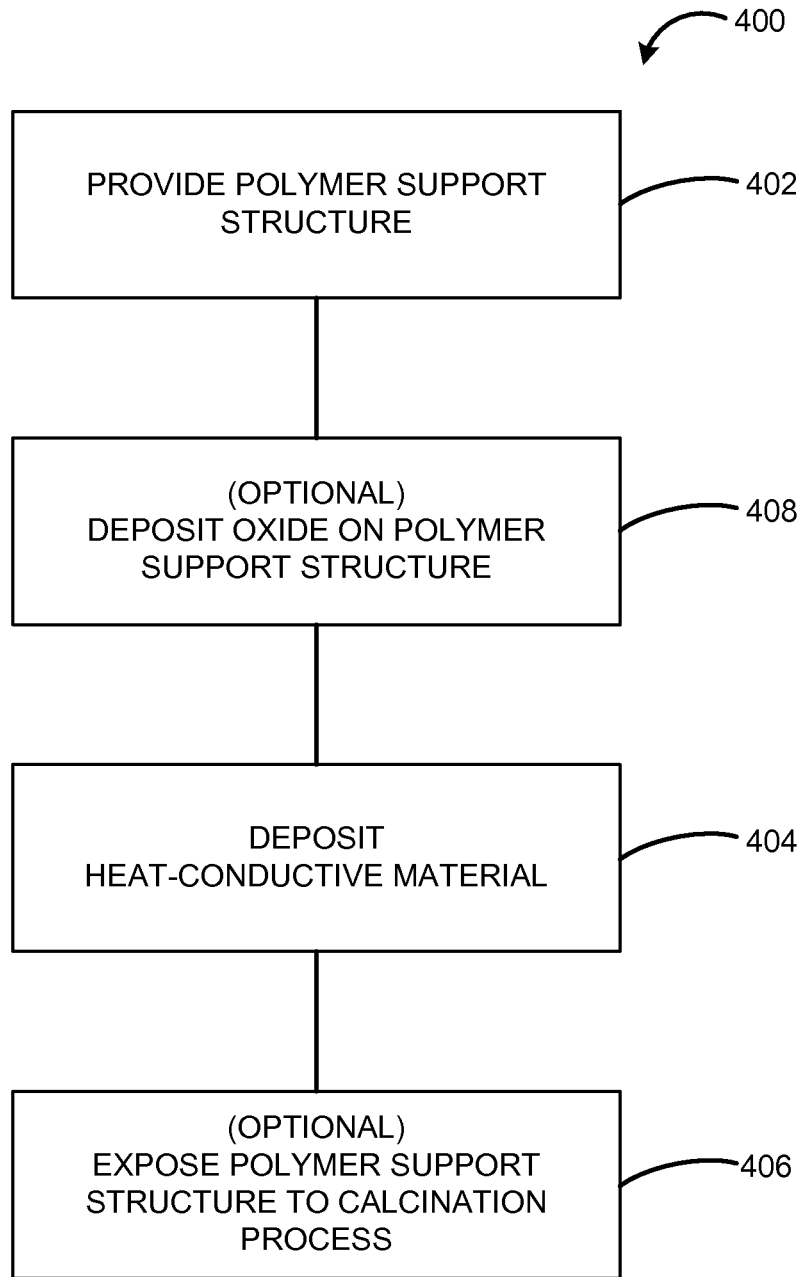 400
PROVIDE POLYMER SUPPORT
STRUCTURE
402
(OPTIONAL)
DEPOSIT OXIDE ON POLYMER
SUPPORT STRUCTURE
408
DEPOSIT
HEAT-CONDUCTIVE MATERIAL
404
(OPTIONAL)
EXPOSE POLYMER SUPPORT
STRUCTURE TO CALCINATION
PROCESS
406